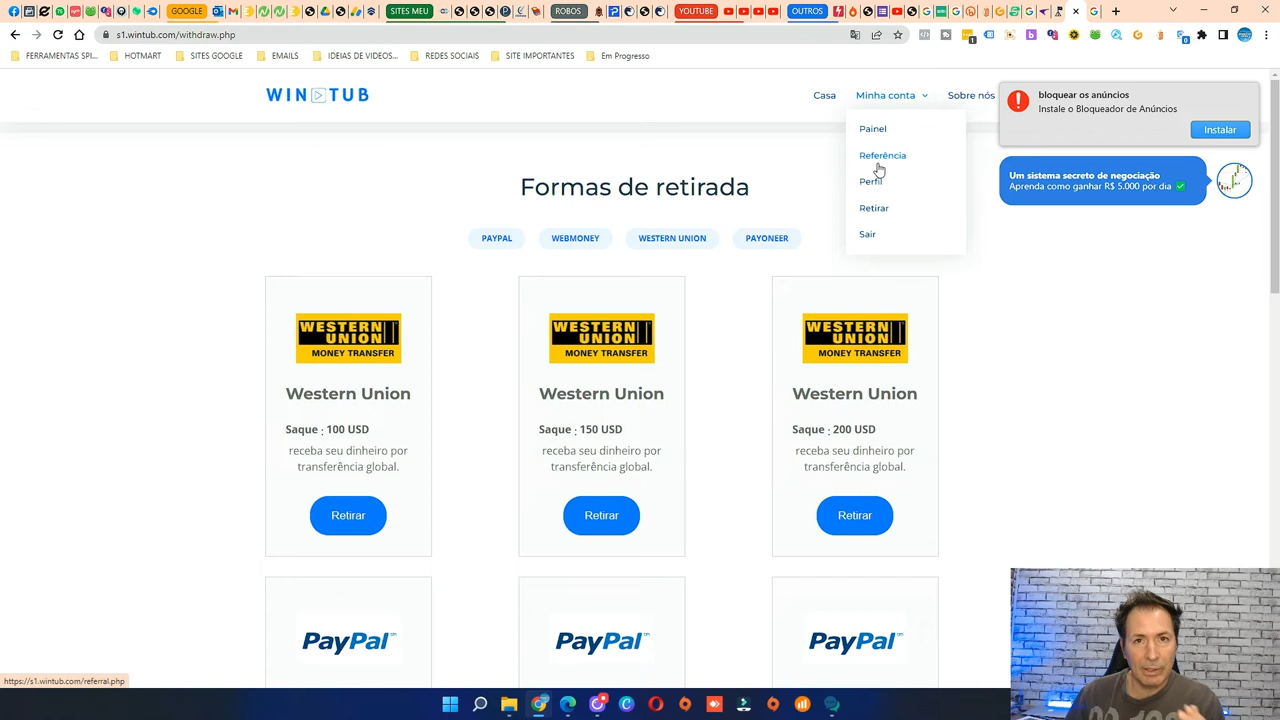 GOOGLE
SITES MEU
ROBOS
YOUTUBE
OUTROS
s1.wintub.com/withdraw.php
FERRAMENTAS SPI...
HOTMART
SITES GOOGLE
EMAILS
IDEIAS DE VIDEOS...
REDES SOCIAIS
SITE IMPORTANTES
Em Progresso
WIN TUB
Casa
Minha conta
Sobre nós
Painel
Referência
Perfil
Retirar
Sair
bloquear os anúncios
Instale o Bloqueador de Anúncios
Instalar
Um sistema secreto de negociação
Aprenda como ganhar R$ 5.000 por dia ✅
Formas de retirada
PAYPAL
WEBMONEY
WESTERN UNION
PAYONEER
WESTERN
UNION
MONEY TRANSFER
Western Union
Saque : 100 USD
receba seu dinheiro por
transferência global.
Retirar
WESTERN
UNION
MONEY TRANSFER
Western Union
Saque : 150 USD
receba seu dinheiro por
transferência global.
Retirar
WESTERN
UNION
MONEY TRANSFER
Western Union
Saque : 200 USD
receba seu dinheiro por
transferência global.
Retirar
PayPal
PayPal
PayPal
https://s1.wintub.com/referral.php